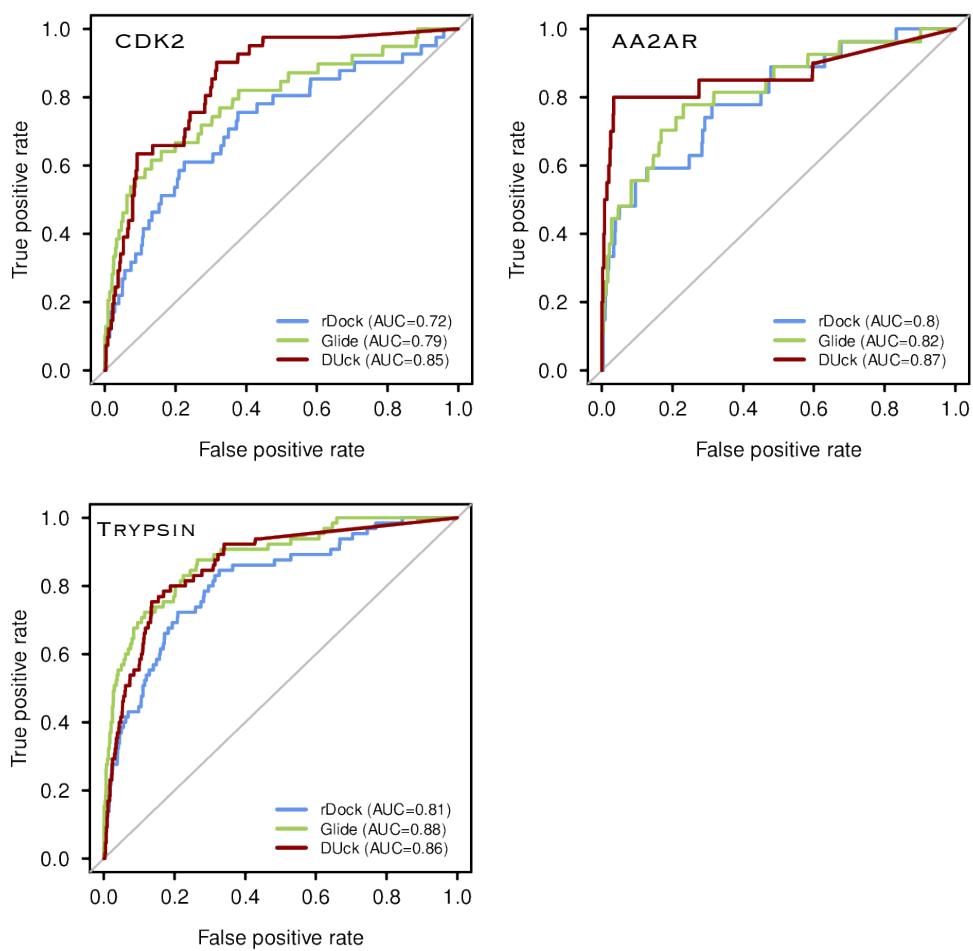 CDK2
True positive rate
1.0
0.8
0.6
0.4
0.2
0.0
rDock (AUC=0.72)
Glide (AUC=0.79)
DUck (AUC=0.85)
0.0 0.2 0.4 0.6 0.8 1.0
False positive rate
AA2AR
True positive rate
1.0
0.8
0.6
0.4
0.2
0.0
rDock (AUC=0.8)
Glide (AUC=0.82)
DUck (AUC=0.87)
0.0 0.2 0.4 0.6 0.8 1.0
False positive rate
TRYPSIN
True positive rate
1.0
0.8
0.6
0.4
0.2
0.0
rDock (AUC=0.81)
Glide (AUC=0.88)
DUck (AUC=0.86)
0.0 0.2 0.4 0.6 0.8 1.0
False positive rate